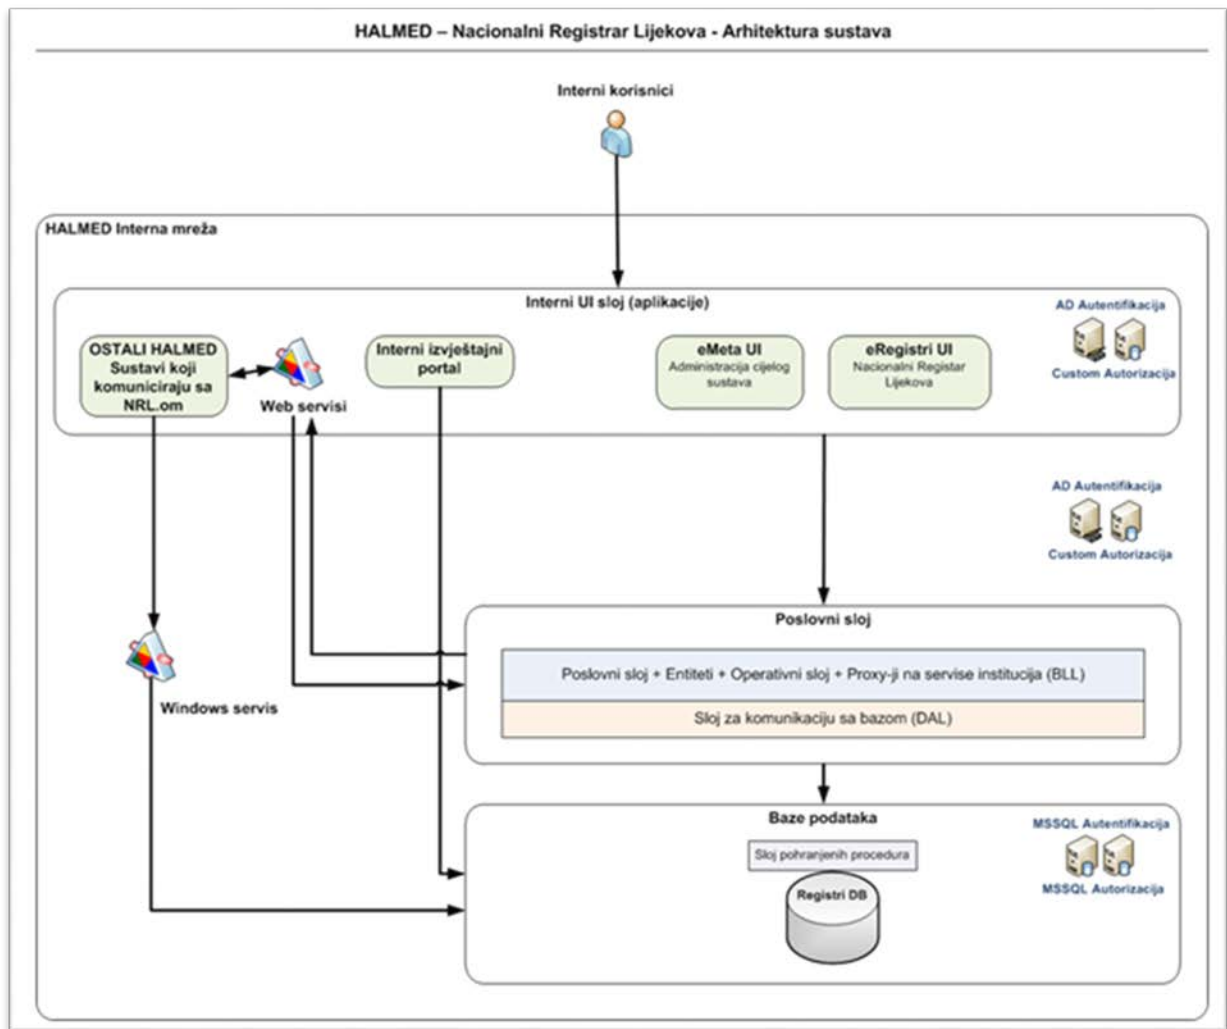 HALMED – Nacionalni Registrar Lijekova - Arhitektura sustava
Interni korisnici
HALMED Interna mreža
Interni UI sloj (aplikacije)
AD Autentifikacija
Custom Autorizacija
OSTALI HALMED
Sustavi koji
komuniciraju sa
NRL.om
Web servisi
Interni izvještajni
portal
eMeta UI
Administracija cijelog
sustava
eRegistri UI
Nacionalni Registar
Lijekova
AD Autentifikacija
Custom Autorizacija
Windows servis
Poslovni sloj
Poslovni sloj + Entiteti + Operativni sloj + Proxy-ji na servise institucija (BLL)
Sloj za komunikaciju sa bazom (DAL)
Baze podataka
Sloj pohranjenih procedura
Registri DB
MSSQL Autentifikacija
MSSQL Autorizacija